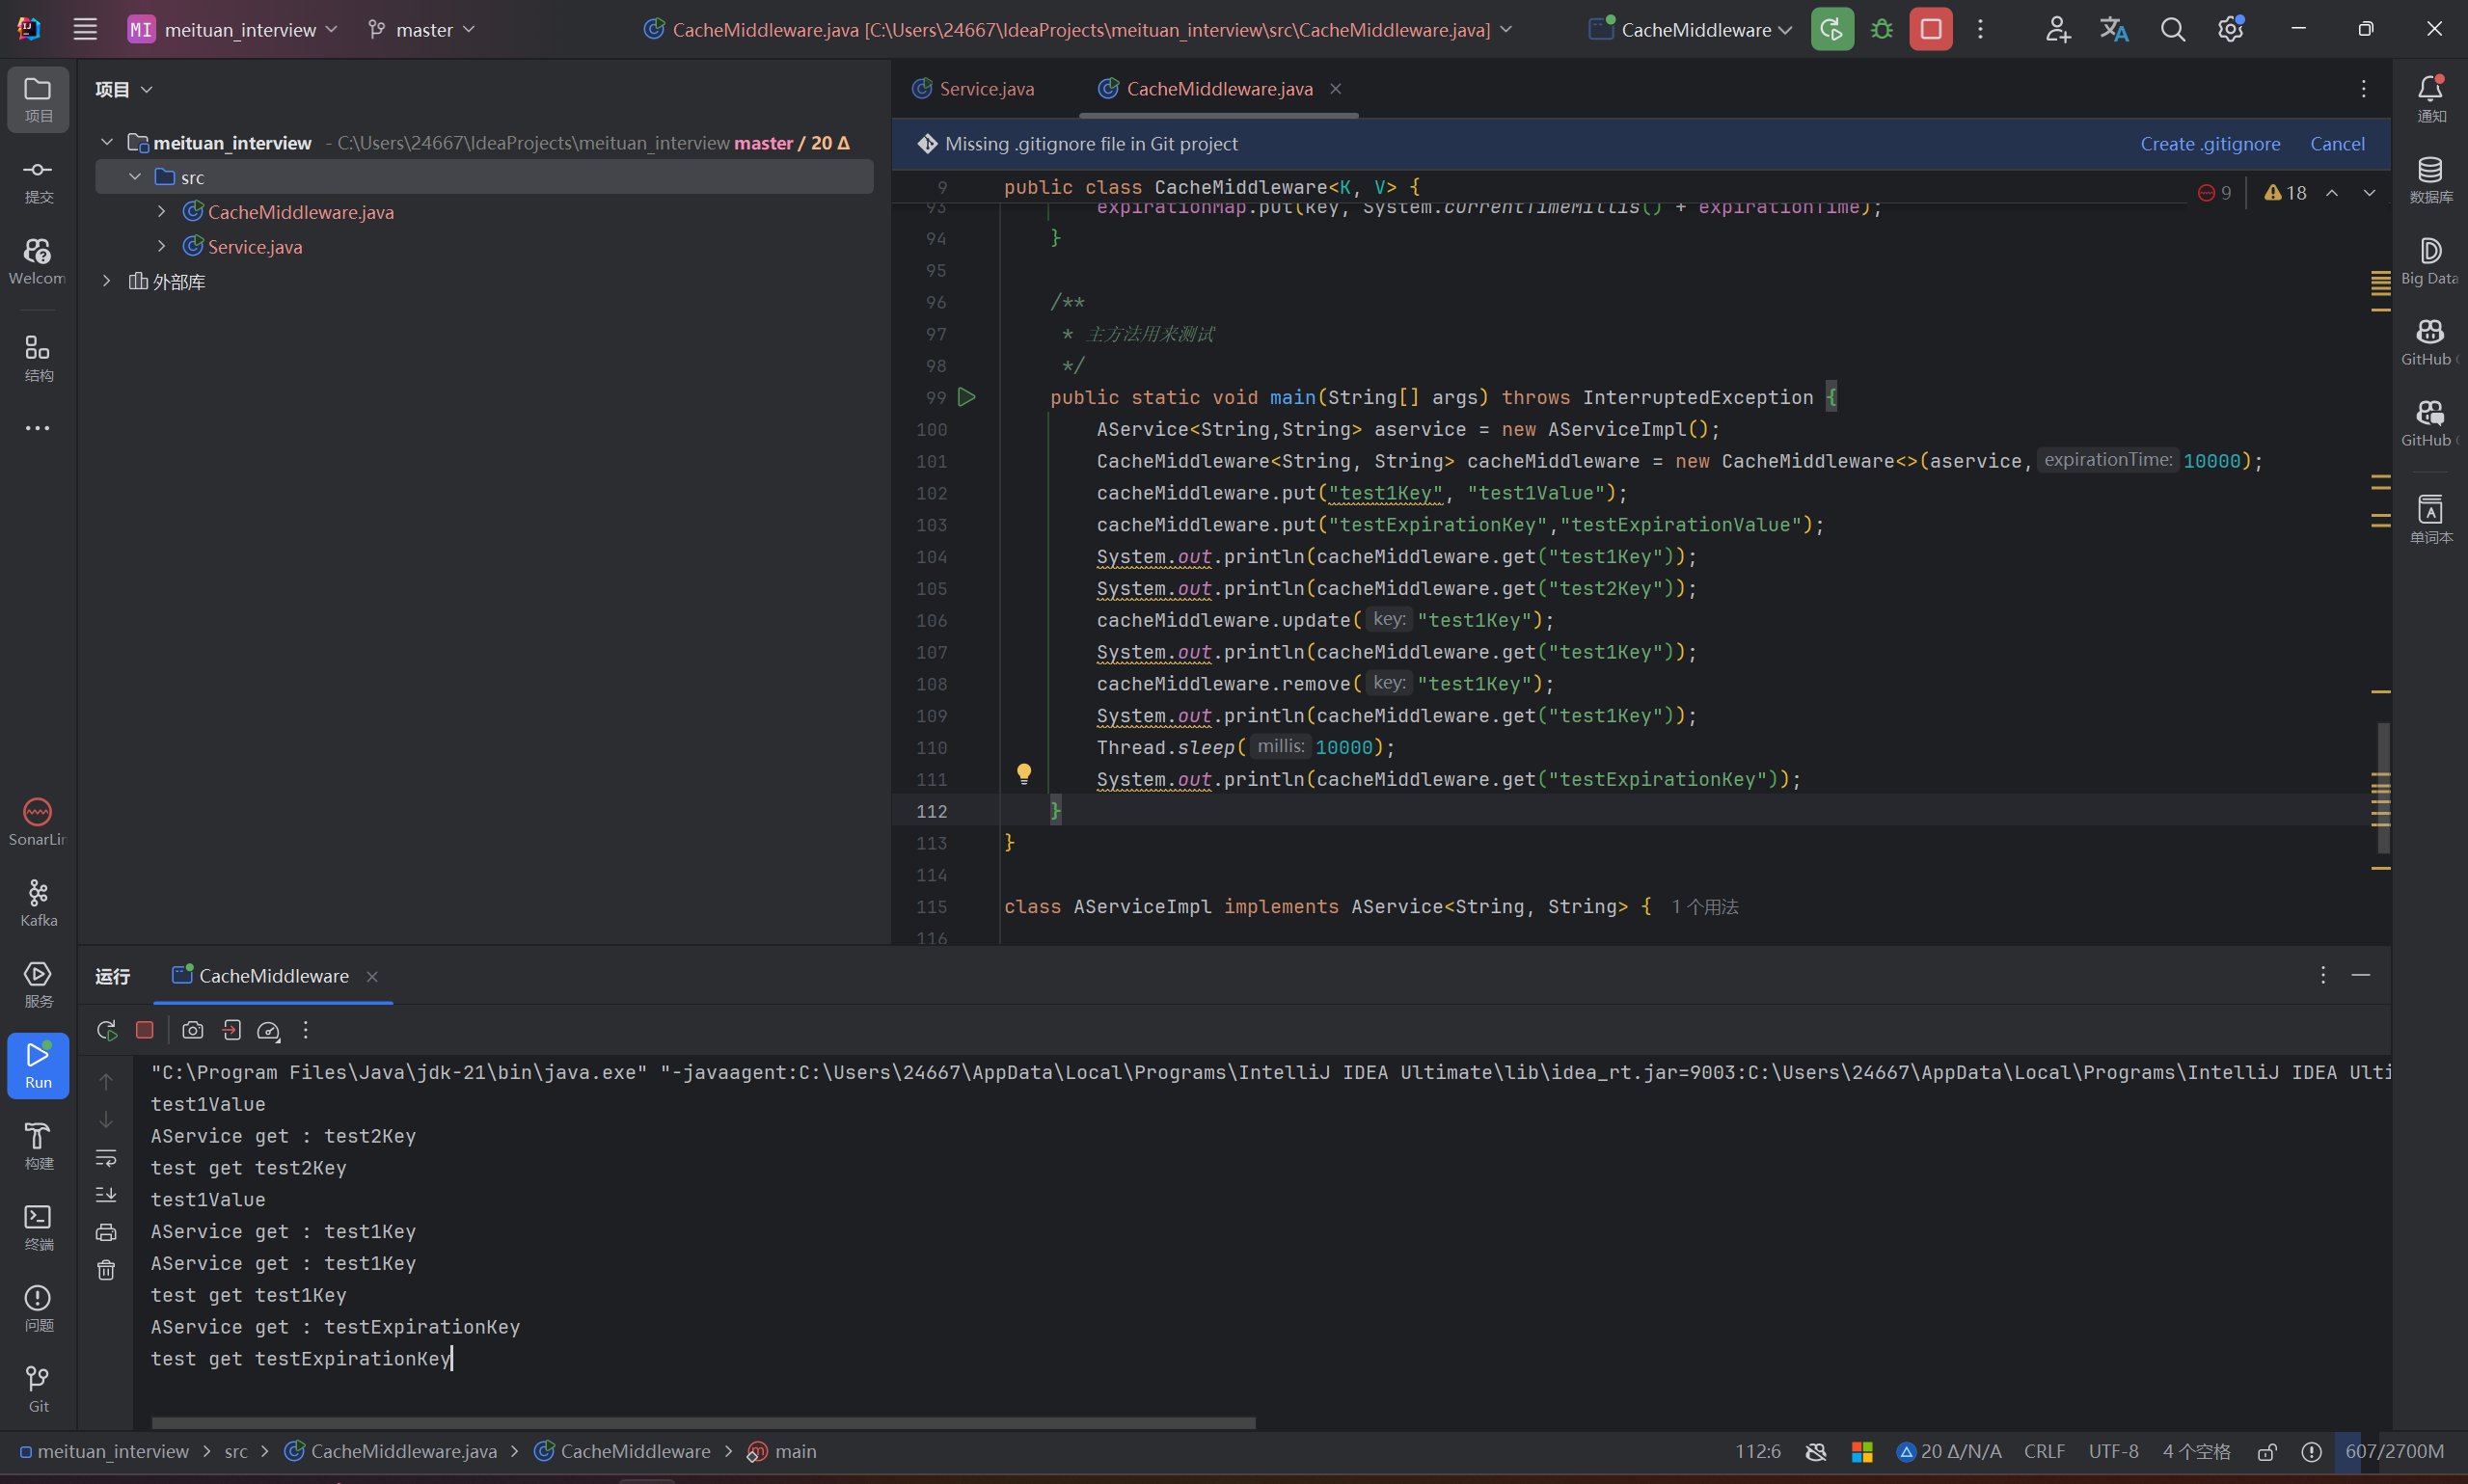 MI meituan_interview master CacheMiddleware.java [C:\Users\24667\IdeaProjects\meituan_interview\src\CacheMiddleware.java] CacheMiddleware
项目
提交
Welcom
结构
SonarLin
Kafka
服务
Run
构建
终端
问题
Git
项目
meituan_interview - C:\Users\24667\IdeaProjects\meituan_interview master / 20 Δ
src
CacheMiddleware.java
Service.java
外部库
Service.java CacheMiddleware.java
Missing .gitignore file in Git project Create .gitignore Cancel
9 public class CacheMiddleware<K, V> { 9 18
93 expirationMap.put(key, System.currentTimeMillis() + expirationTime);
94 }
95
96 /**
97 * 主方法用来测试
98 */
99 public static void main(String[] args) throws InterruptedException {
100 AService<String,String> aservice = new AServiceImpl();
101 CacheMiddleware<String, String> cacheMiddleware = new CacheMiddleware<>(aservice, expirationTime: 10000);
102 cacheMiddleware.put("test1Key", "test1Value");
103 cacheMiddleware.put("testExpirationKey","testExpirationValue");
104 System.out.println(cacheMiddleware.get("test1Key"));
105 System.out.println(cacheMiddleware.get("test2Key"));
106 cacheMiddleware.update( key: "test1Key");
107 System.out.println(cacheMiddleware.get("test1Key"));
108 cacheMiddleware.remove( key: "test1Key");
109 System.out.println(cacheMiddleware.get("test1Key"));
110 Thread.sleep( millis: 10000);
111 System.out.println(cacheMiddleware.get("testExpirationKey"));
112 }
113 }
114
115 class AServiceImpl implements AService<String, String> { 1 个用法
116
通知
数据库
Big Data
GitHub
GitHub
单词本
运行 CacheMiddleware
"C:\Program Files\Java\jdk-21\bin\java.exe" "-javaagent:C:\Users\24667\AppData\Local\Programs\IntelliJ IDEA Ultimate\lib\idea_rt.jar=9003:C:\Users\24667\AppData\Local\Programs\IntelliJ IDEA Ulti
test1Value
AService get : test2Key
test get test2Key
test1Value
AService get : test1Key
AService get : test1Key
test get test1Key
AService get : testExpirationKey
test get testExpirationKey
meituan_interview > src > CacheMiddleware.java > CacheMiddleware > main 112:6 20 Δ/N/A CRLF UTF-8 4 个空格 607/2700M